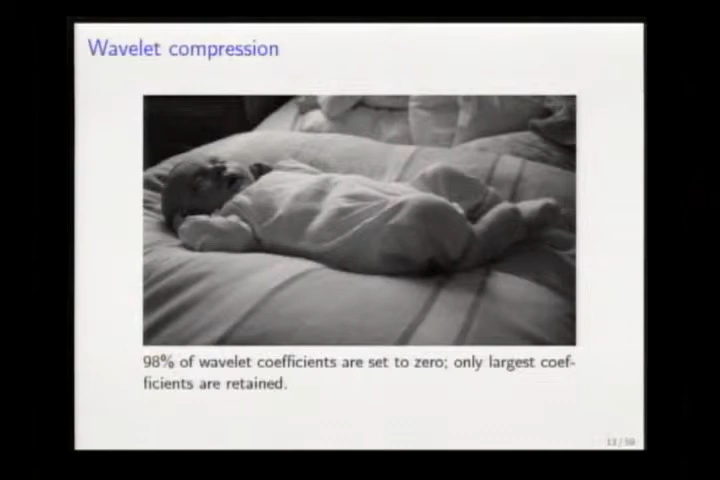 Wavelet compression
98% of wavelet coefficients are set to zero; only largest coef-
ficients are retained.